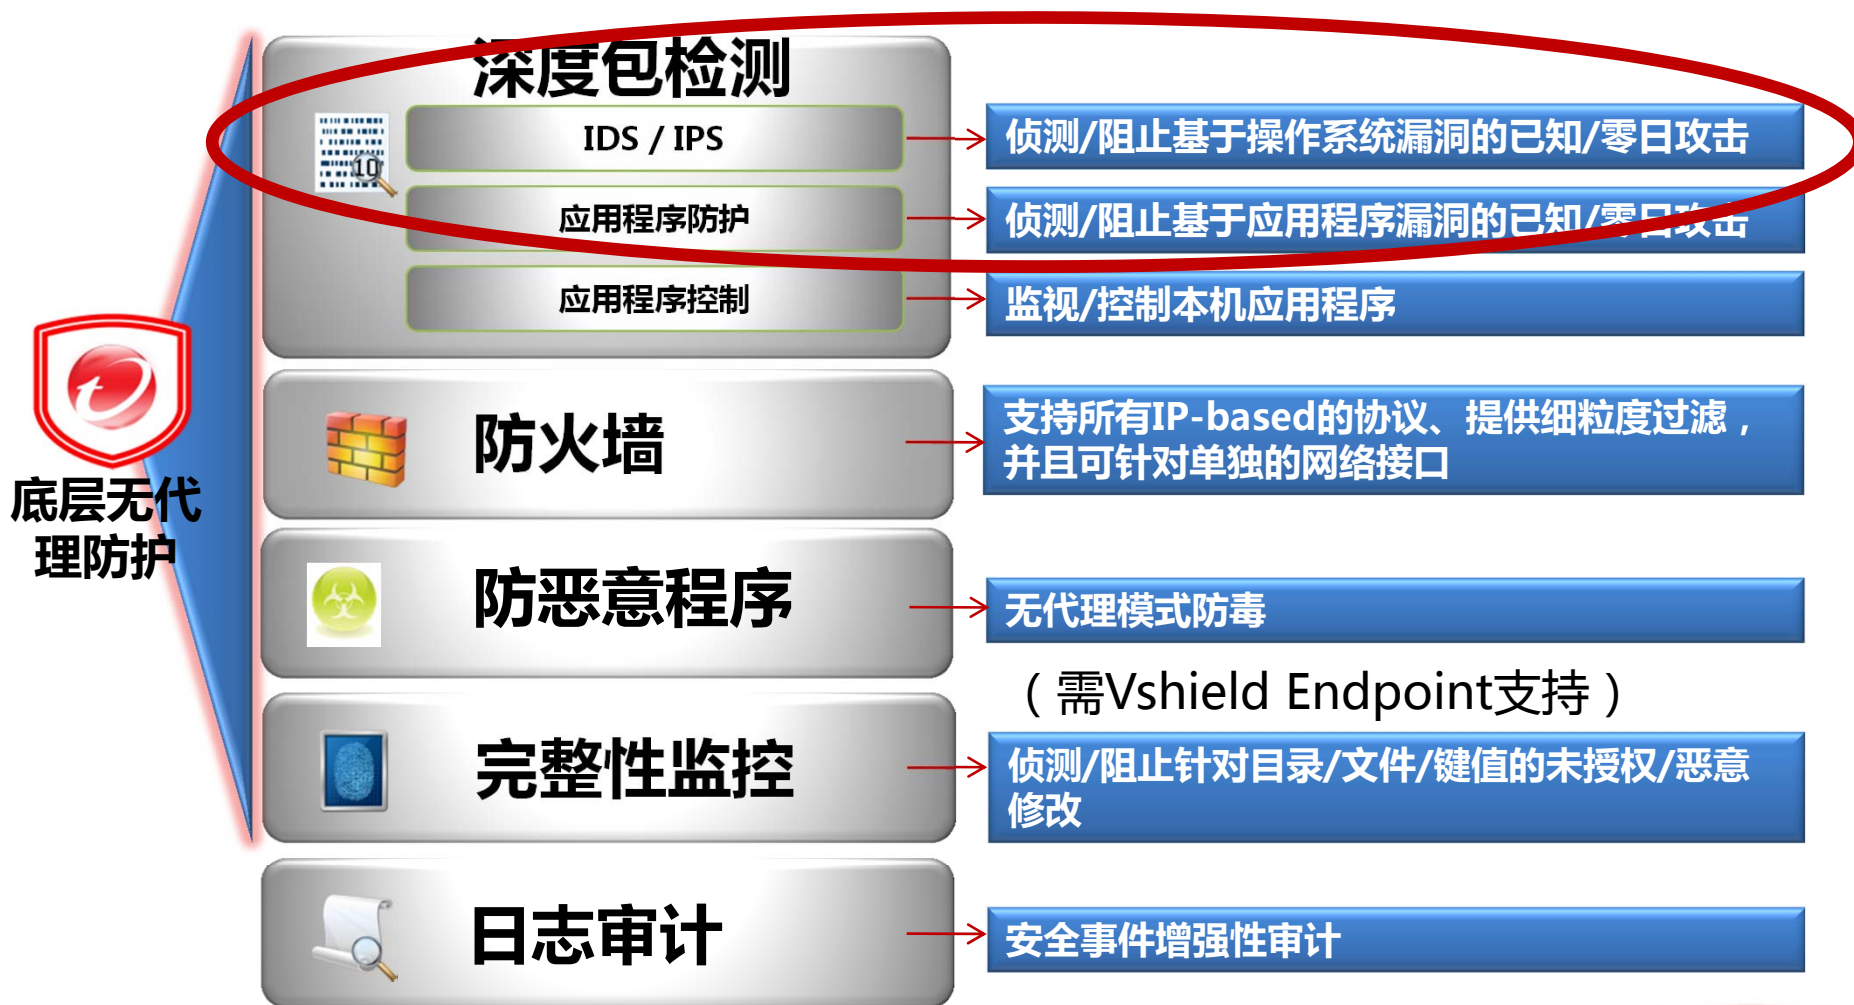 深度包检测
IDS / IPS
侦测/阻止基于操作系统漏洞的已知/零日攻击
应用程序防护
侦测/阻止基于应用程序漏洞的已知/零日攻击
应用程序控制
监视/控制本机应用程序
底层无代
理防护
防火墙
支持所有IP-based的协议、提供细粒度过滤，
并且可针对单独的网络接口
防恶意程序
无代理模式防毒
（需Vshield Endpoint支持）
完整性监控
侦测/阻止针对目录/文件/键值的未授权/恶意
修改
日志审计
安全事件增强性审计
10